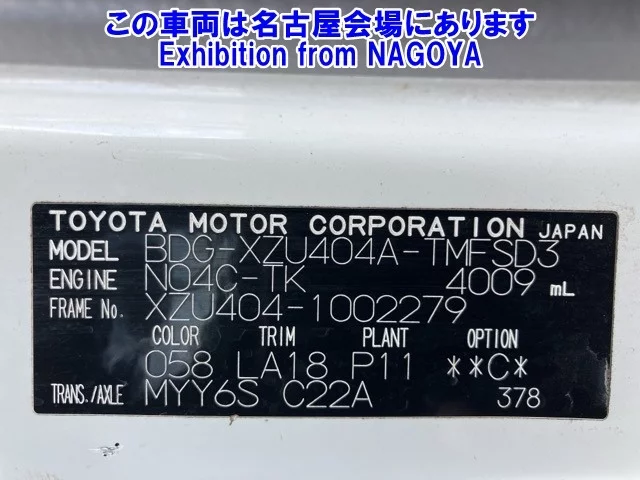 この車両は名古屋会場にあります
Exhibition from NAGOYA
TOYOTA MOTOR CORPORATION JAPAN
MODEL BDG-XZU404A-TMFSD3
ENGINE N04C-TK 4009 mL
FRAME No. XZU404-1002279
COLOR TRIM PLANT OPTION
058 LA18 P11 **C*
TRANS./AXLE MYY6S C22A 378